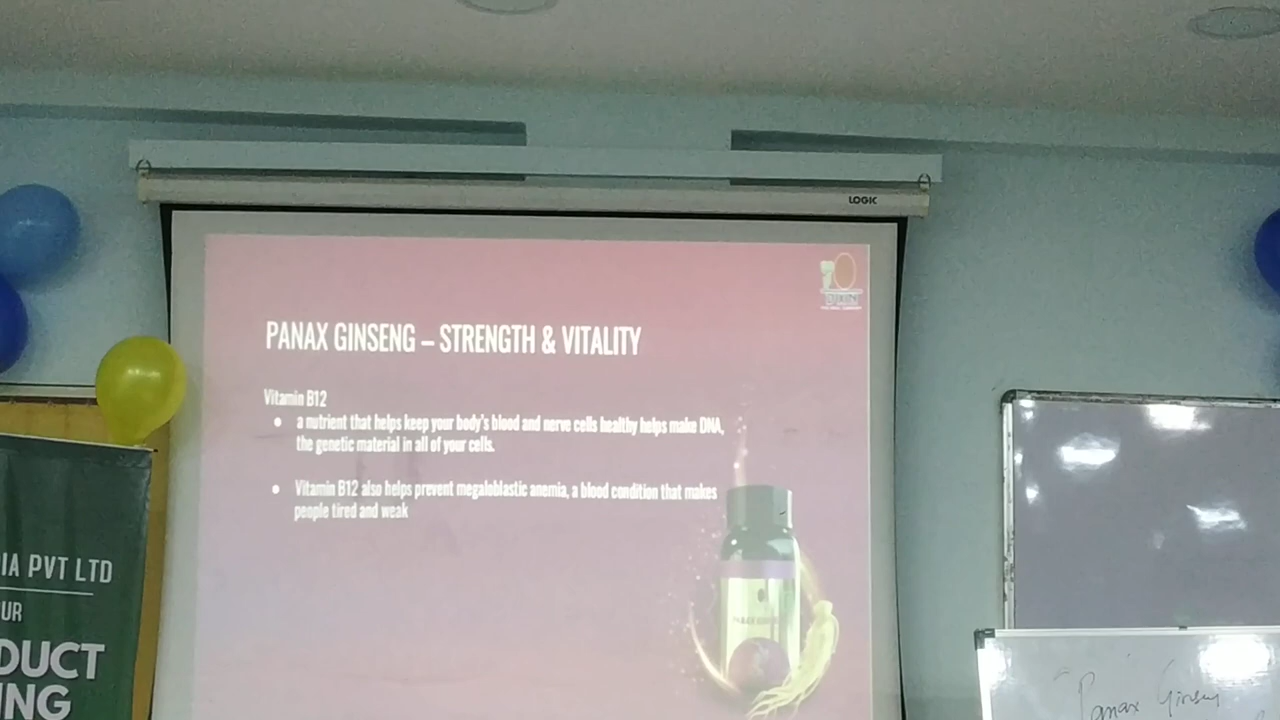 LOGIC
DXN
PANAX GINSENG – STRENGTH & VITALITY
Vitamin B12
• a nutrient that helps keep your body's blood and nerve cells healthy helps make DNA,
the genetic material in all of your cells.
• Vitamin B12 also helps prevent megaloblastic anemia, a blood condition that makes
people tired and weak
IA PVT LTD
UR
DUCT
ING
Panax Ginseng